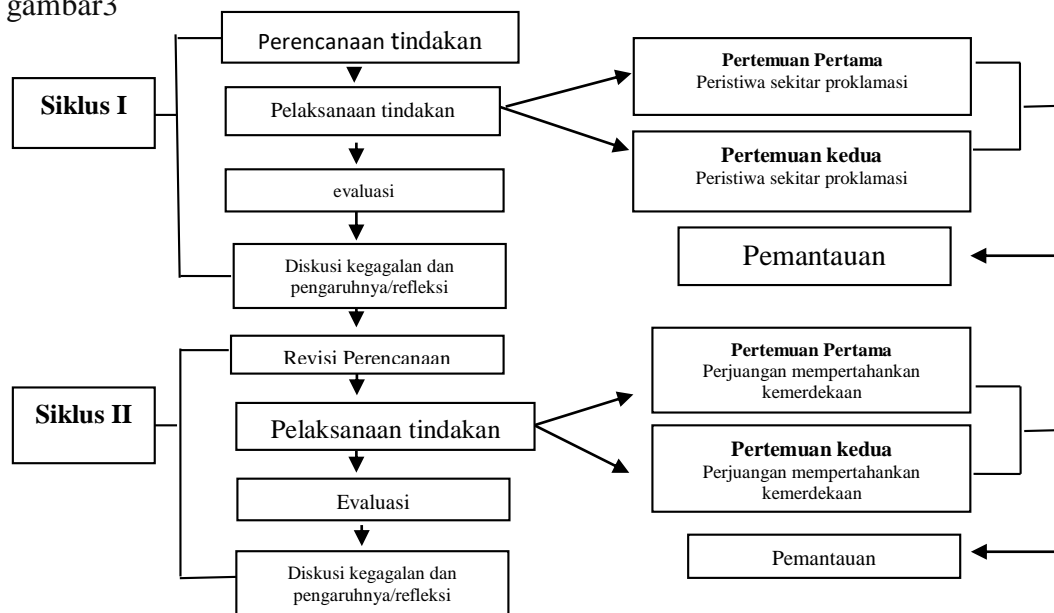 gambar3
Perencanaan tindakan
Siklus I
Pelaksanaan tindakan
evaluasi
Diskusi kegagalan dan
pengaruhnya/refleksi
Pertemuan Pertama
Peristiwa sekitar proklamasi
Pertemuan kedua
Peristiwa sekitar proklamasi
Pemantauan
Revisi Perencanaan
Siklus II
Pelaksanaan tindakan
Evaluasi
Diskusi kegagalan dan
pengaruhnya/refleksi
Pertemuan Pertama
Perjuangan mempertahankan
kemerdekaan
Pertemuan kedua
Perjuangan mempertahankan
kemerdekaan
Pemantauan